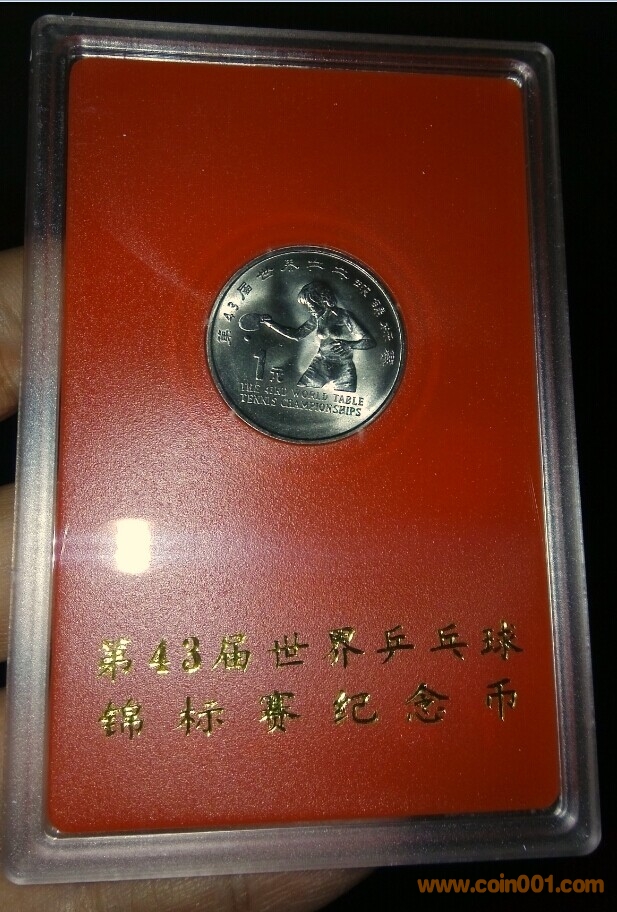 第43届世界乒乓球锦标赛
1元
THE 43RD WORLD TABLE
TENNIS CHAMPIONSHIPS
第43届世界乒乓球
锦标赛纪念币
www.coin001.com